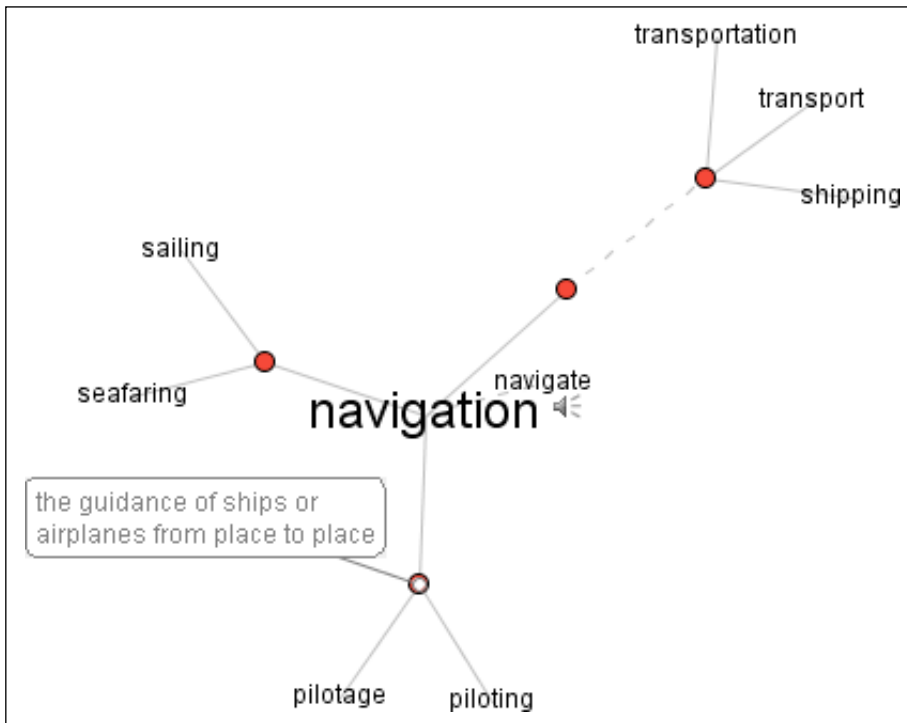 transportation
transport
shipping
sailing
navigate
seafaring
navigation
the guidance of ships or
airplanes from place to place
pilotage
piloting